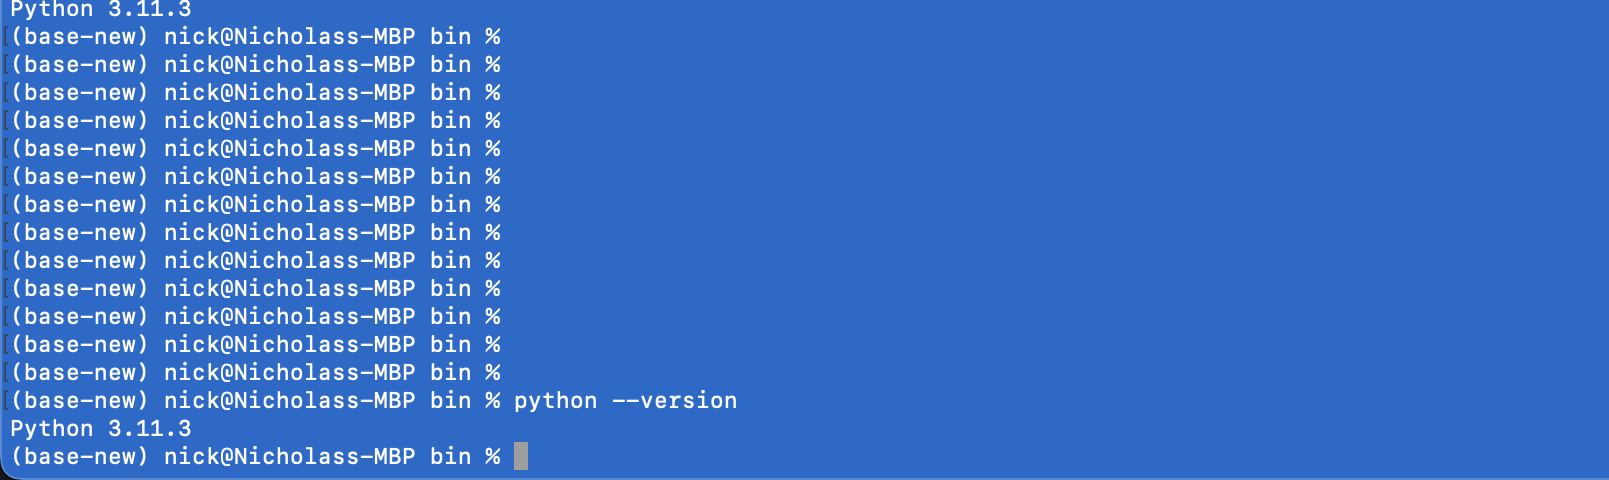 Python 3.11.3
[(base-new) nick@Nicholass-MBP bin %
[(base-new) nick@Nicholass-MBP bin %
[(base-new) nick@Nicholass-MBP bin %
[(base-new) nick@Nicholass-MBP bin %
[(base-new) nick@Nicholass-MBP bin %
[(base-new) nick@Nicholass-MBP bin %
[(base-new) nick@Nicholass-MBP bin %
[(base-new) nick@Nicholass-MBP bin %
[(base-new) nick@Nicholass-MBP bin %
[(base-new) nick@Nicholass-MBP bin %
[(base-new) nick@Nicholass-MBP bin %
[(base-new) nick@Nicholass-MBP bin %
[(base-new) nick@Nicholass-MBP bin %
[(base-new) nick@Nicholass-MBP bin % python --version
Python 3.11.3
(base-new) nick@Nicholass-MBP bin %